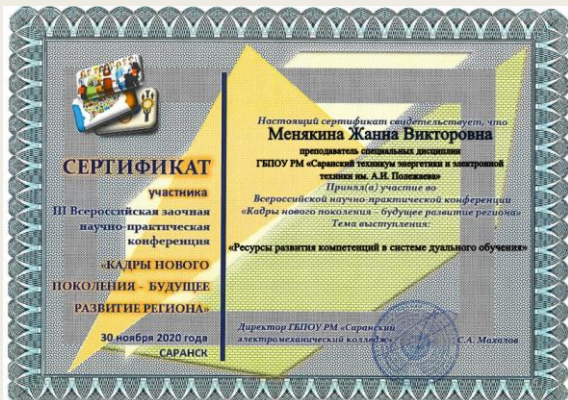 СЕРТИФИКАТ
участника
III Всероссийская заочная
научно-практическая
конференция
«КАДРЫ НОВОГО
ПОКОЛЕНИЯ - БУДУЩЕЕ
РАЗВИТИЕ РЕГИОНА»
30 ноября 2020 года
САРАНСК
Настоящий сертификат свидетельствует, что
Менякина Жанна Викторовна
преподаватель специальных дисциплин
ГБПОУ РМ «Саранский техникум энергетики и электронной
техники им. А.И. Полежаева»
Принял(а) участие во
Всероссийской научно-практической конференции
«Кадры нового поколения – будущее развитие региона»
Тема выступления:
«Ресурсы развития компетенций в системе дуального обучения»
Директор ГБПОУ РМ «Саранский
электромеханический колледж»
С.А. Махалов